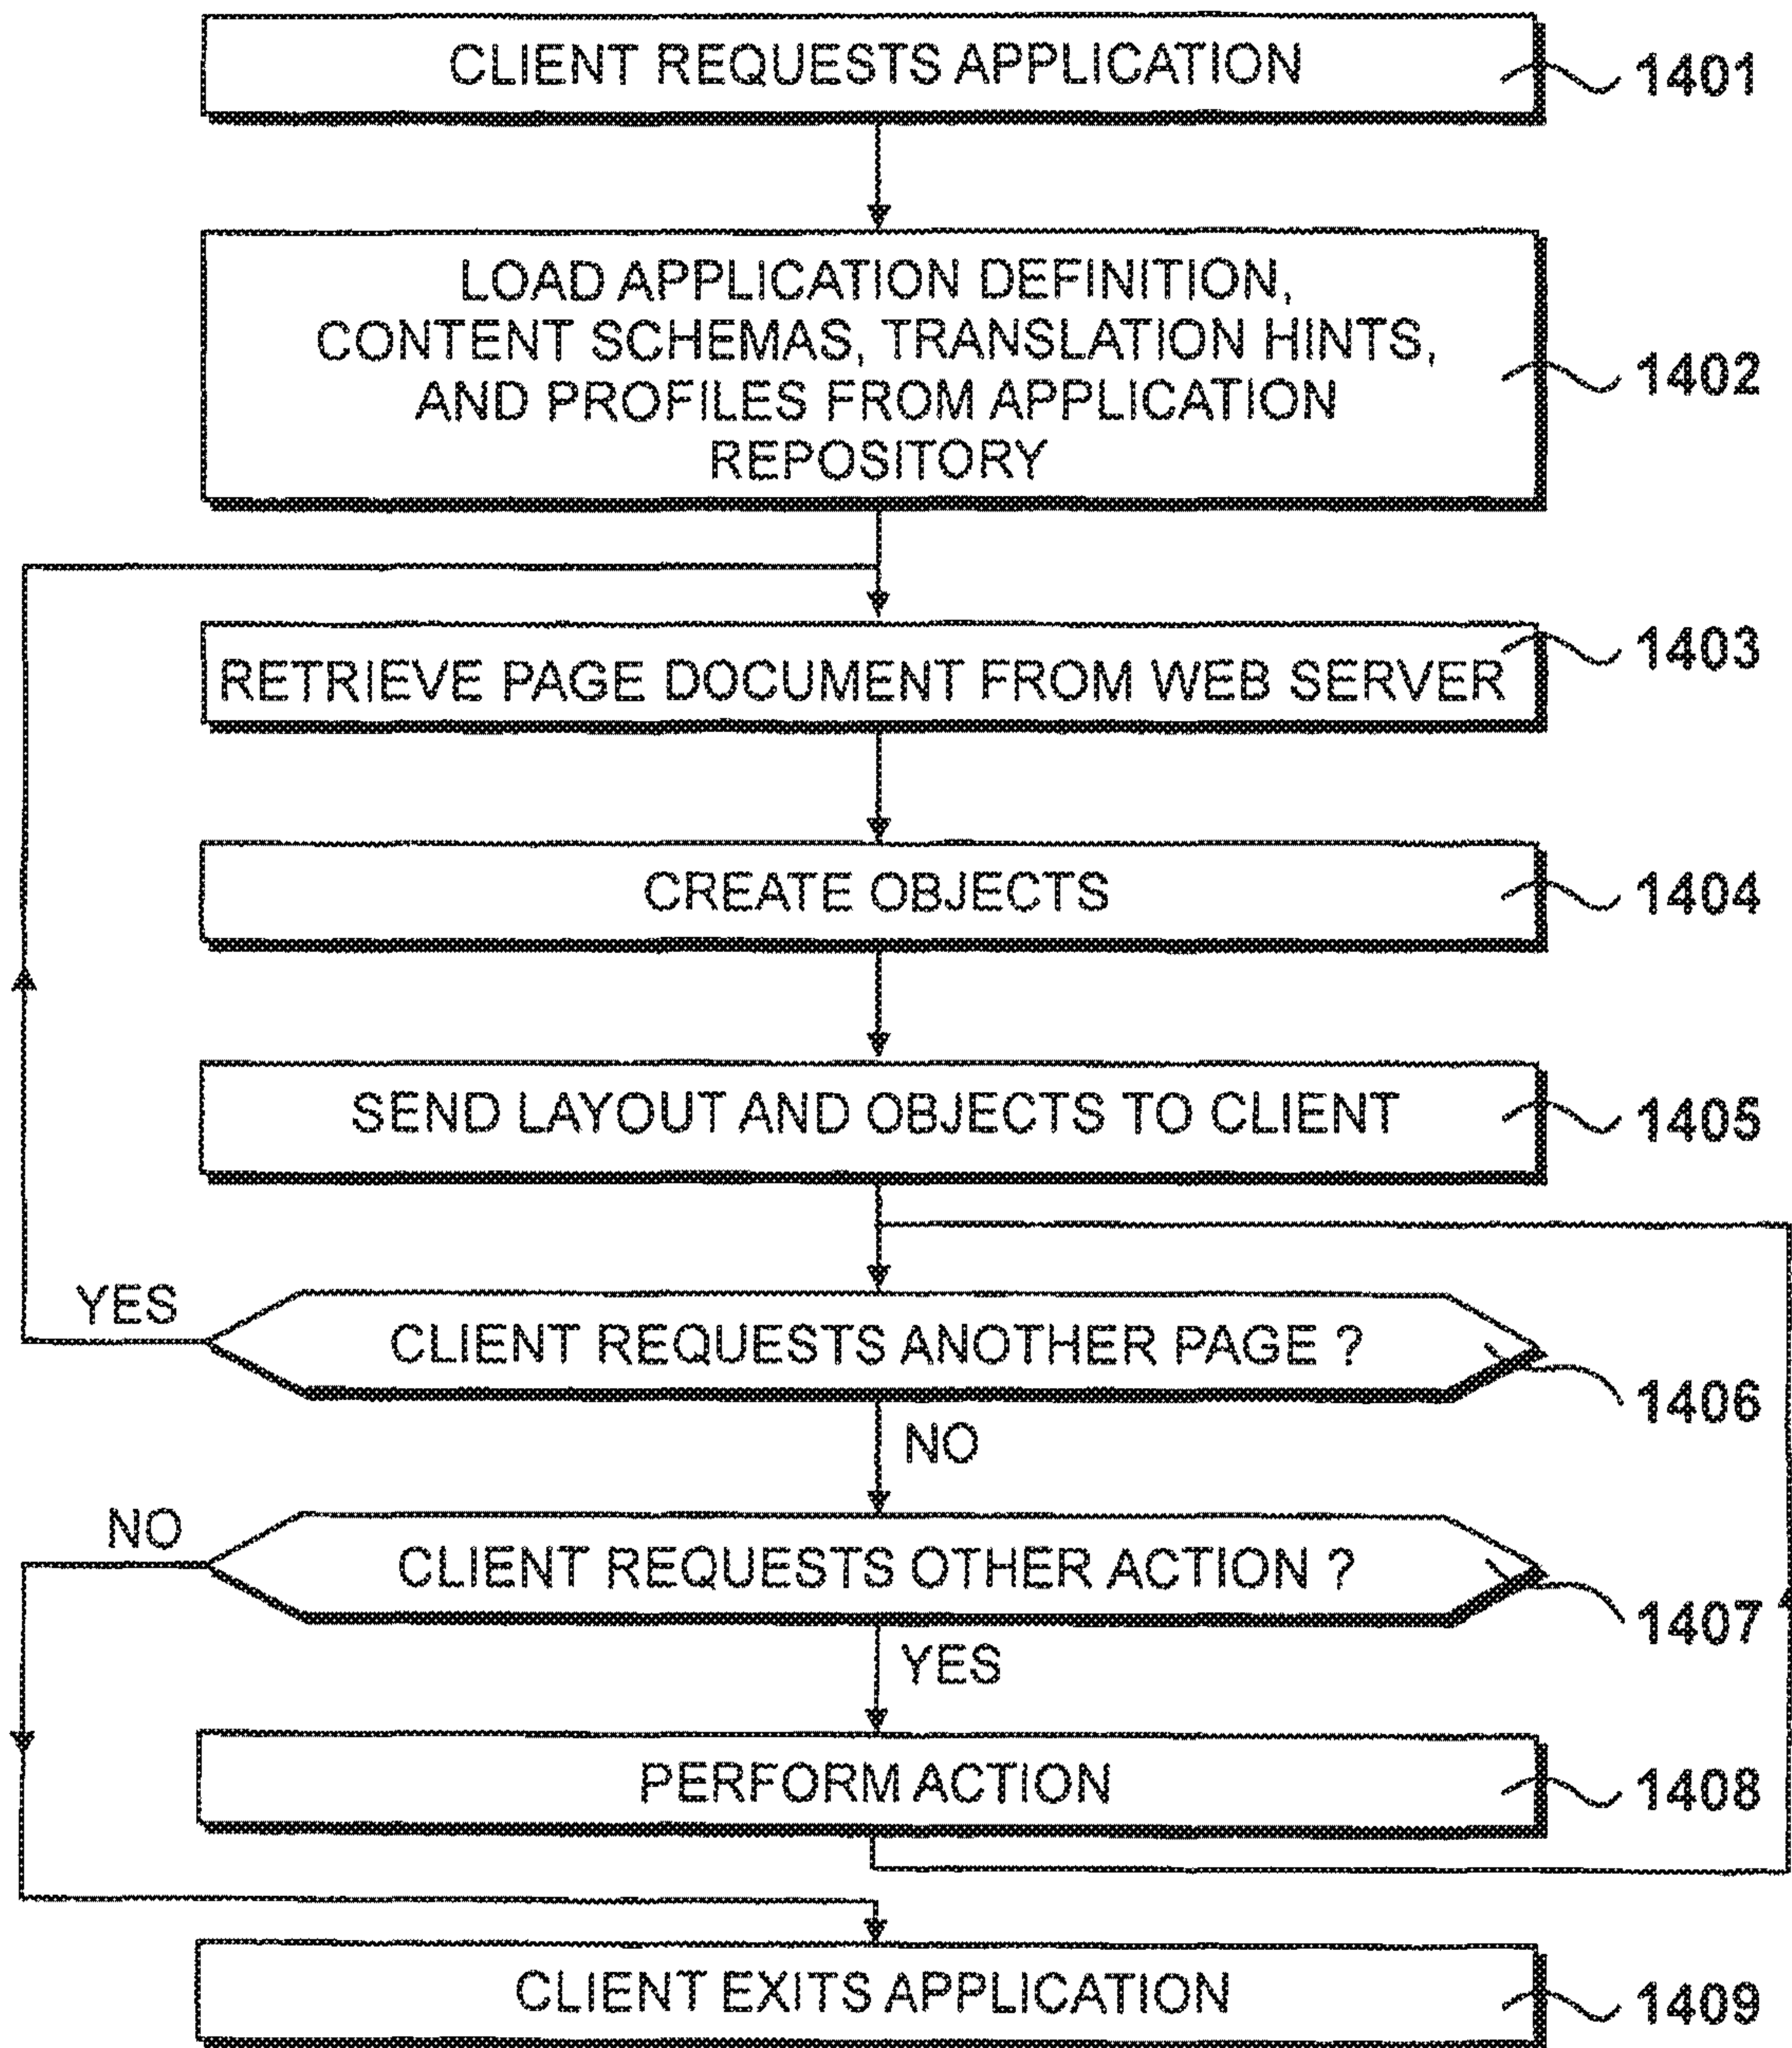 CLIENT REQUESTS APPLICATION
1401
LOAD APPLICATION DEFINITION,
CONTENT SCHEMAS, TRANSLATION HINTS,
AND PROFILES FROM APPLICATION
REPOSITORY
1402
RETRIEVE PAGE DOCUMENT FROM WEB SERVER
1403
CREATE OBJECTS
1404
SEND LAYOUT AND OBJECTS TO CLIENT
1405
YES
CLIENT REQUESTS ANOTHER PAGE ?
1406
NO
NO
CLIENT REQUESTS OTHER ACTION ?
1407
YES
PERFORM ACTION
1408
CLIENT EXITS APPLICATION
1409